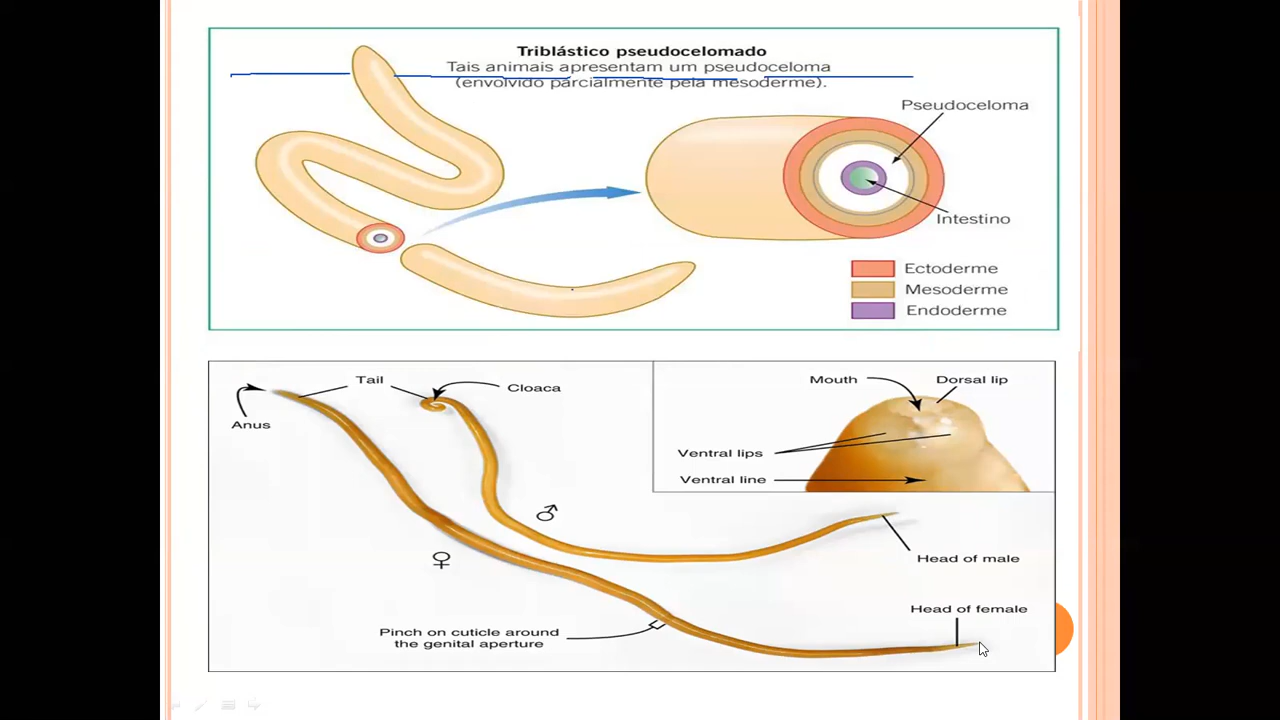 Triblástico pseudocelomado
Tais animais apresentam um pseudoceloma
(envolvido parcialmente pela mesoderme).
Pseudoceloma
Intestino
Ectoderme
Mesoderme
Endoderme
Tail
Cloaca
Anus
Mouth
Dorsal lip
Ventral lips
Ventral line
♂
♀
Head of male
Head of female
Pinch on cuticle around
the genital aperture